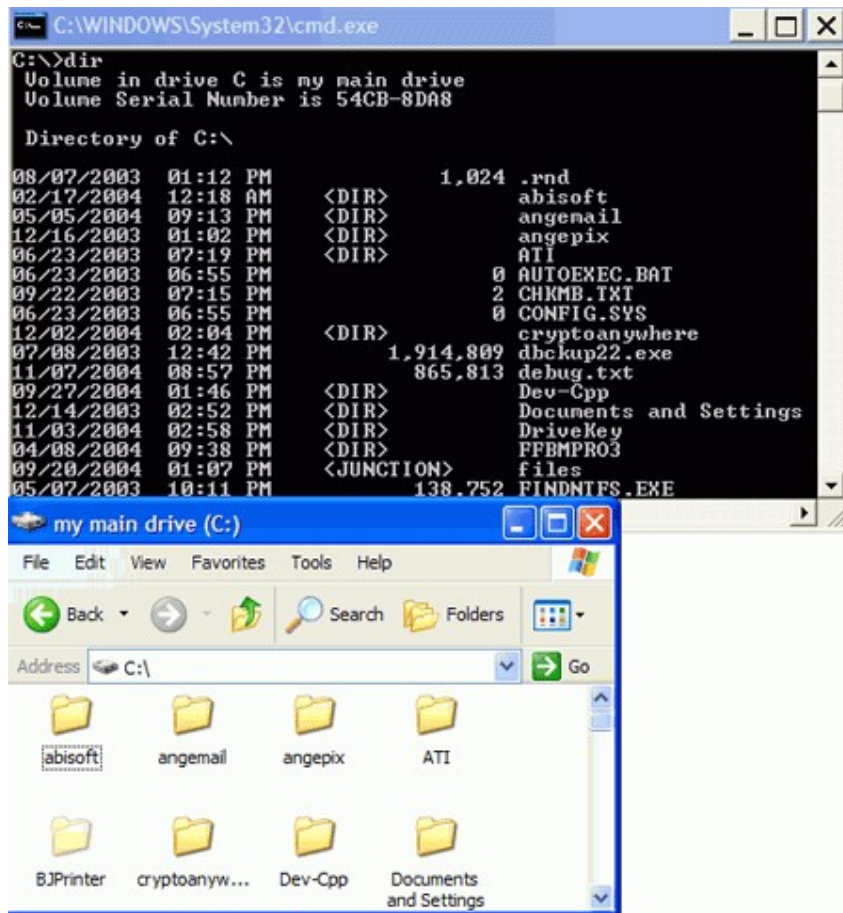 C:\WINDOWS\System32\cmd.exe
C:\>dir
Volume in drive C is my main drive
Volume Serial Number is 54CB-8DA8
Directory of C:\
08/07/2003 01:12 PM 1,024 .rnd
02/17/2004 12:18 AM <DIR> abisoft
05/05/2004 09:13 PM <DIR> angemail
12/16/2003 01:02 PM <DIR> angepix
06/23/2003 07:19 PM <DIR> ATI
06/23/2003 06:55 PM 0 AUTOEXEC.BAT
09/22/2003 07:15 PM 2 CHKMB.TXT
06/23/2003 06:55 PM 0 CONFIG.SYS
12/02/2004 02:04 PM <DIR> cryptoanywhere
07/08/2003 12:42 PM 1,914,809 dbckup22.exe
11/07/2004 08:57 PM 865,813 debug.txt
09/27/2004 01:46 PM <DIR> Dev-Cpp
12/14/2003 02:52 PM <DIR> Documents and Settings
11/03/2004 02:58 PM <DIR> DriveKey
04/08/2004 09:38 PM <DIR> FFBMPRO3
09/20/2004 01:07 PM <JUNCTION> files
05/07/2003 10:11 PM 138,752 FINDNTFS.EXE
my main drive (C:)
File Edit View Favorites Tools Help
Back Search Folders
Address C:\ Go
abisoft angemail angepix ATI
BJPrinter cryptoanyw... Dev-Cpp Documents
and Settings